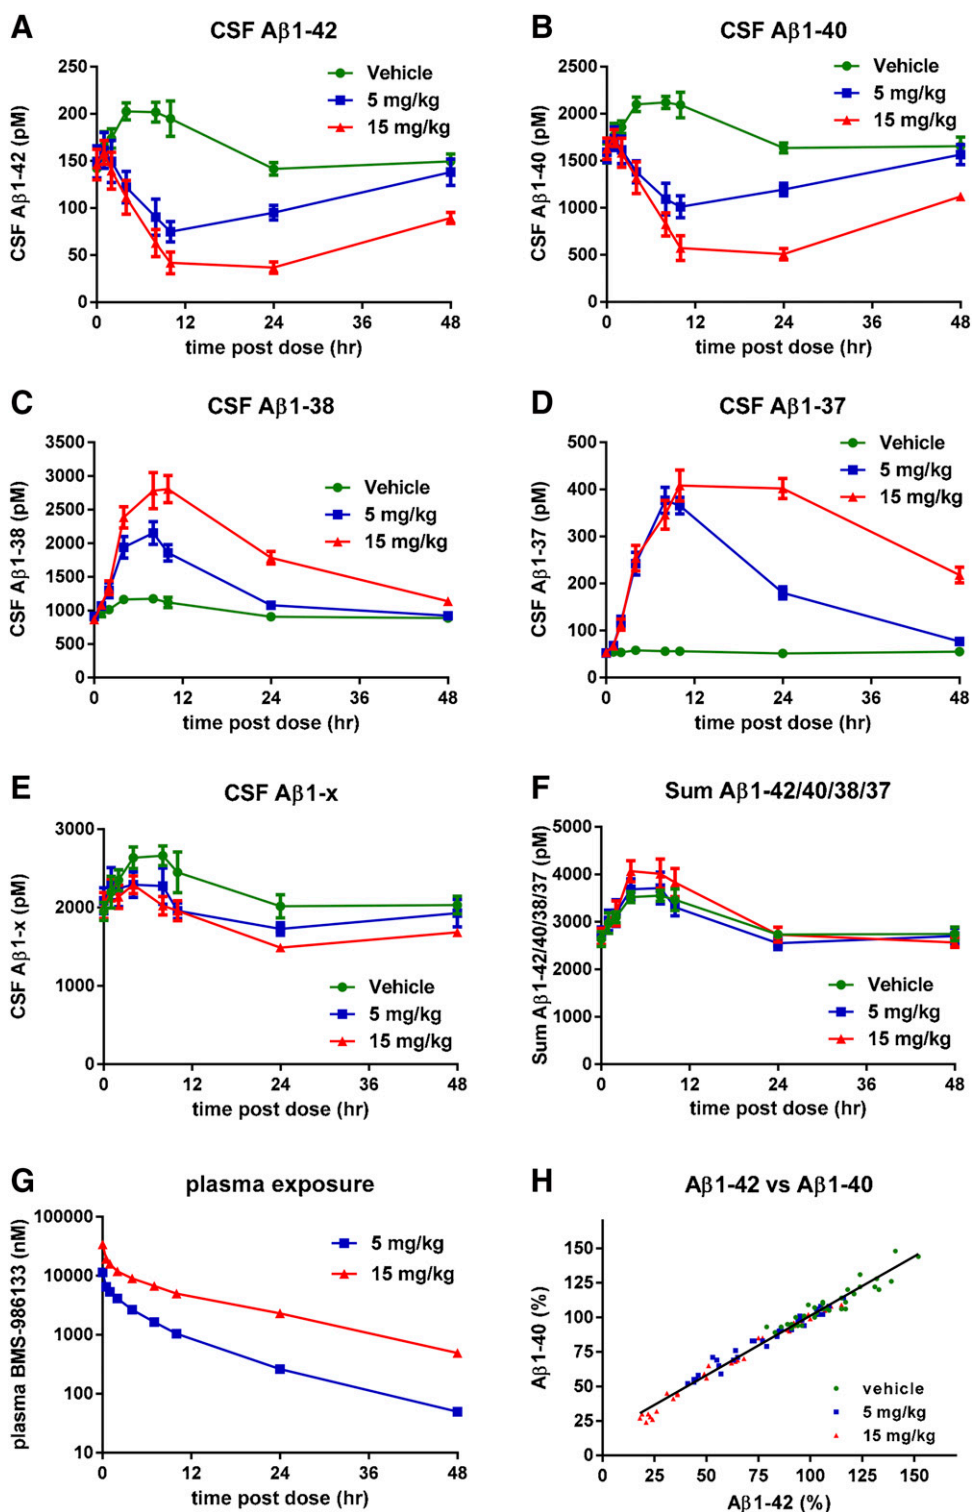 A
CSF Aβ1-42
CSF Aβ1-42 (pM)
250
200
150
100
50
0
Vehicle
5 mg/kg
15 mg/kg
0 12 24 36 48
time post dose (hr)
B
CSF Aβ1-40
CSF Aβ1-40 (pM)
2500
2000
1500
1000
500
0
Vehicle
5 mg/kg
15 mg/kg
0 12 24 36 48
time post dose (hr)
C
CSF Aβ1-38
CSF Aβ1-38 (pM)
3500
3000
2500
2000
1500
1000
500
0
Vehicle
5 mg/kg
15 mg/kg
0 12 24 36 48
time post dose (hr)
D
CSF Aβ1-37
CSF Aβ1-37 (pM)
500
400
300
200
100
0
Vehicle
5 mg/kg
15 mg/kg
0 12 24 36 48
time post dose (hr)
E
CSF Aβ1-x
CSF Aβ1-x (pM)
3000
2000
1000
0
Vehicle
5 mg/kg
15 mg/kg
0 12 24 36 48
time post dose (hr)
F
Sum Aβ1-42/40/38/37
Sum Aβ1-42/40/38/37 (pM)
5000
4000
3000
2000
1000
0
Vehicle
5 mg/kg
15 mg/kg
0 12 24 36 48
time post dose (hr)
G
plasma exposure
plasma BMS-986133 (nM)
100000
10000
1000
100
10
5 mg/kg
15 mg/kg
0 12 24 36 48
time post dose (hr)
H
Aβ1-42 vs Aβ1-40
Aβ1-40 (%)
150
125
100
75
50
25
0
vehicle
5 mg/kg
15 mg/kg
0 25 50 75 100 125 150
Aβ1-42 (%)